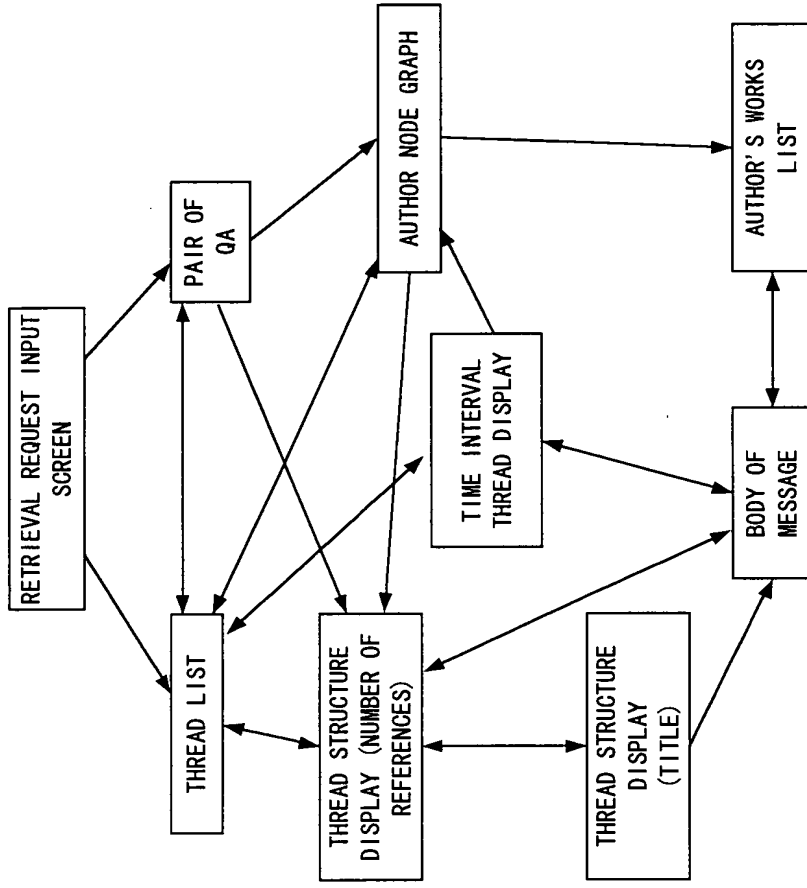 RETRIEVAL REQUEST INPUT
SCREEN
THREAD LIST
PAIR OF
QA
THREAD STRUCTURE
DISPLAY (NUMBER OF
REFERENCES)
TIME INTERVAL
THREAD DISPLAY
AUTHOR NODE GRAPH
THREAD STRUCTURE
DISPLAY
(TITLE)
BODY OF
MESSAGE
AUTHOR'S WORKS
LIST